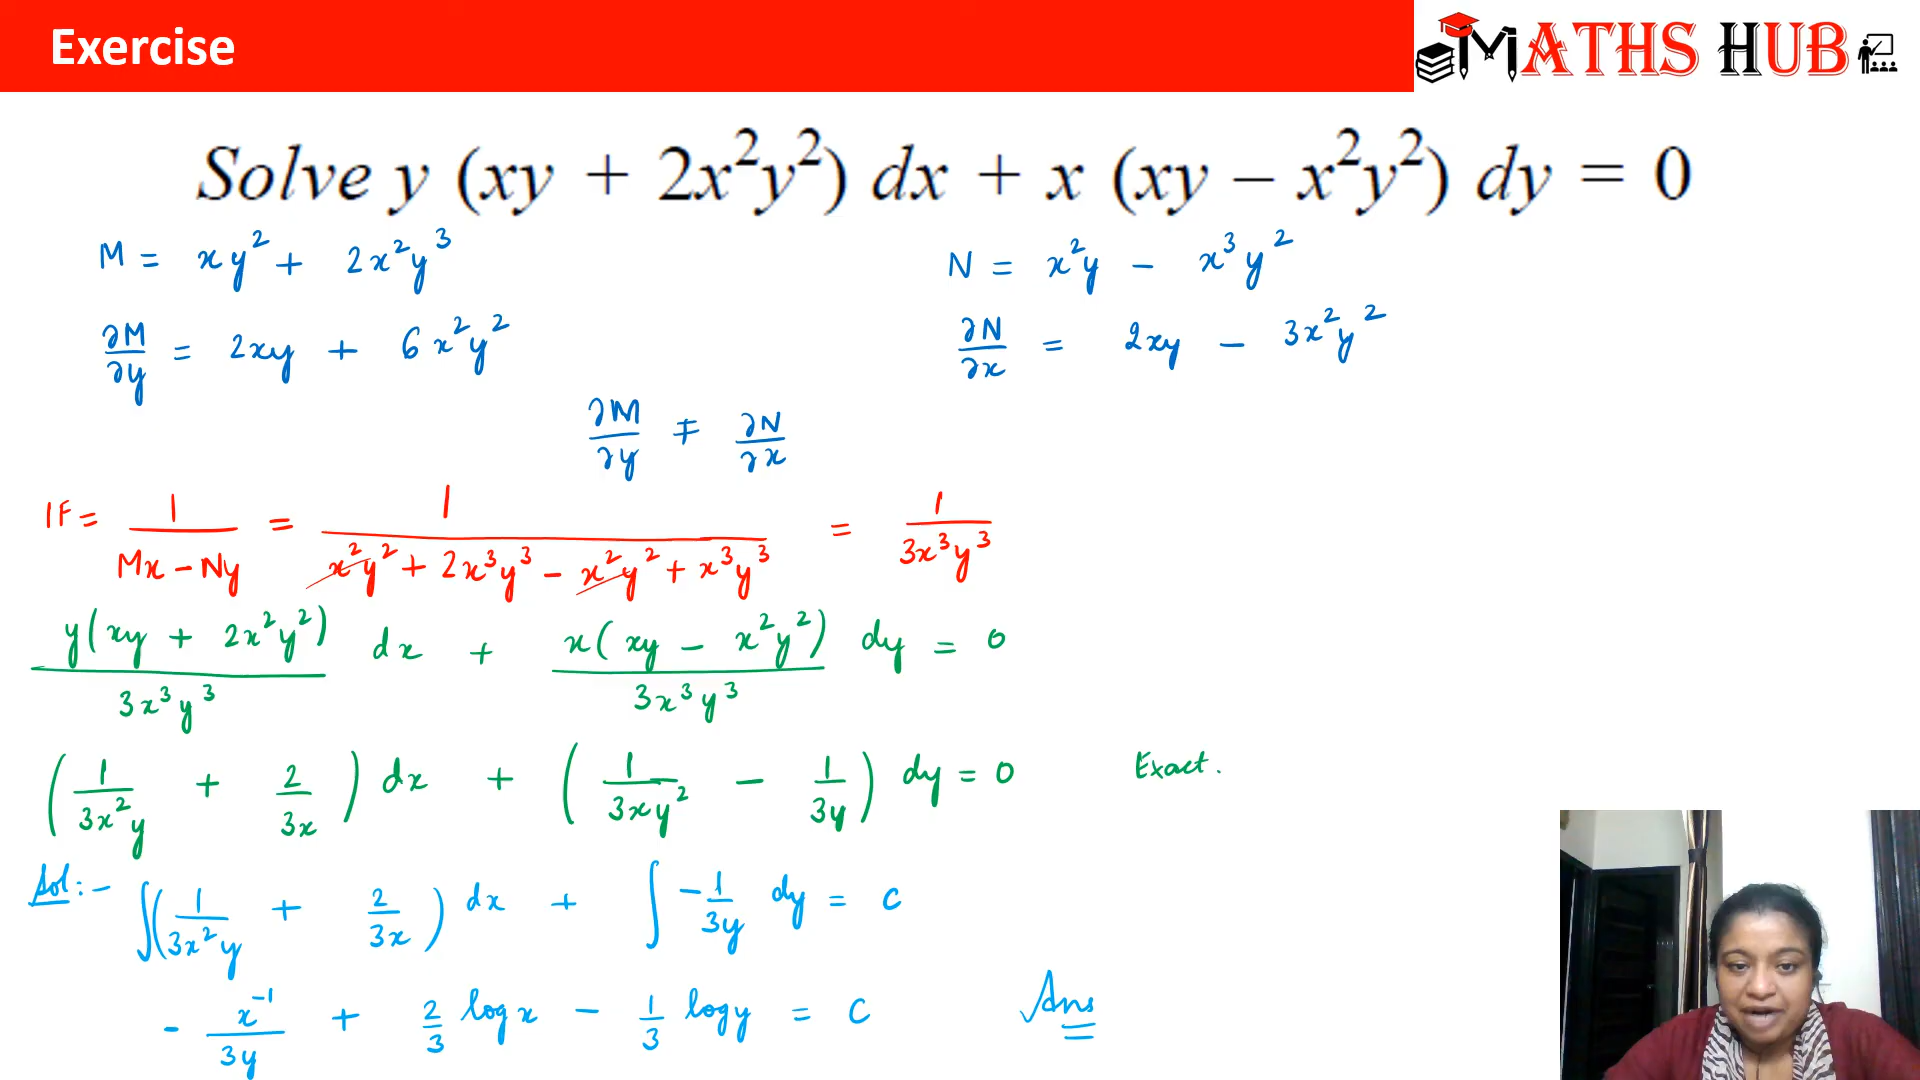 Exercise
MATHS HUB
Solve y (xy + 2x²y²) dx + x (xy – x²y²) dy = 0
M = xy² + 2x²y³ N = x²y – x³y²
∂M/∂y = 2xy + 6x²y² ∂N/∂x = 2xy – 3x²y²
∂M/∂y ≠ ∂N/∂x
IF = 1/(Mx – Ny) = 1/(x²y² + 2x³y³ – x²y² + x³y³) = 1/(3x³y³)
y(xy + 2x²y²)/(3x³y³) dx + x(xy – x²y²)/(3x³y³) dy = 0
(1/(3x²y) + 2/(3x)) dx + (1/(3xy²) – 1/(3y)) dy = 0 Exact.
Sol:- ∫(1/(3x²y) + 2/(3x)) dx + ∫ –1/(3y) dy = c
- x⁻¹/(3y) + 2/3 log x – 1/3 log y = c Ans